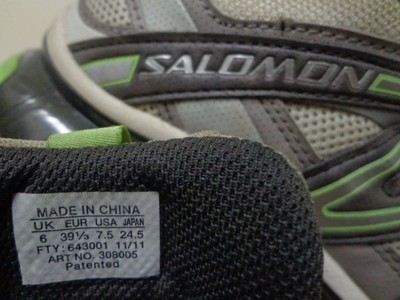 SALOMON
MADE IN CHINA
UK EUR USA JAPAN
6 39⅓ 7.5 24.5
FTY: 643001 11/11
ART NO. 308005
Patented